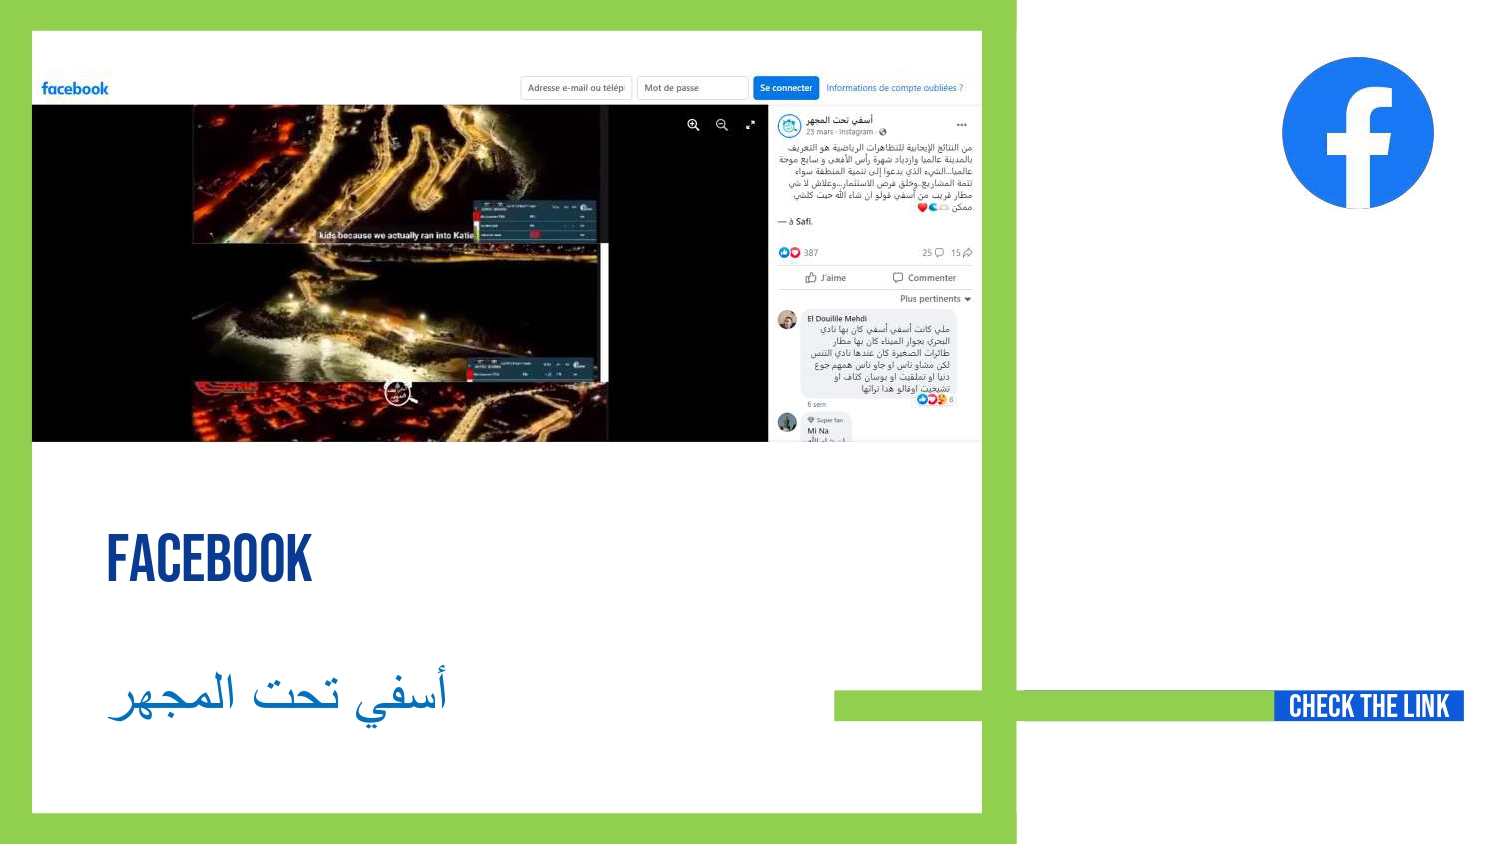 facebook
Adresse e-mail ou télép
Mot de passe
Se connecter
Informations de compte oubliées ?
أسفي تحت المجهر
23 mars · Instagram ·
من النتائج الإيجابية للتظاهرات الرياضية هو التعريف
بالمدينة عالميا وازدياد شهرة رأس الأفعى و سابع موجة
عالميا...الشيء الذي يدعوا إلى تنمية المنطقة سواء
تتمة المشاريع..وخلق فرص الاستثمار...وعلاش لا شي
مطار قريب من أسفي قولو ان شاء الله حيت كلشي
ممكن
— à Safi.
387
25
15
J'aime
Commenter
Plus pertinents
El Douilile Mehdi
ملي كانت أسفي أسفي كان بها نادي
البحري بجوار الميناء كان بها مطار
طائرات الصغيرة كان عندها نادي التنس
لكن مشاو ناس او جاو ناس همهم جوع
دنيا او تملقيت او بوسان كتاف او
تشيخيت اوقالو هدا تراثها
6
6 sem
Super fan
Mi Na
kids because we actually ran into Katie
FACEBOOK
أسفي تحت المجهر
CHECK THE LINK